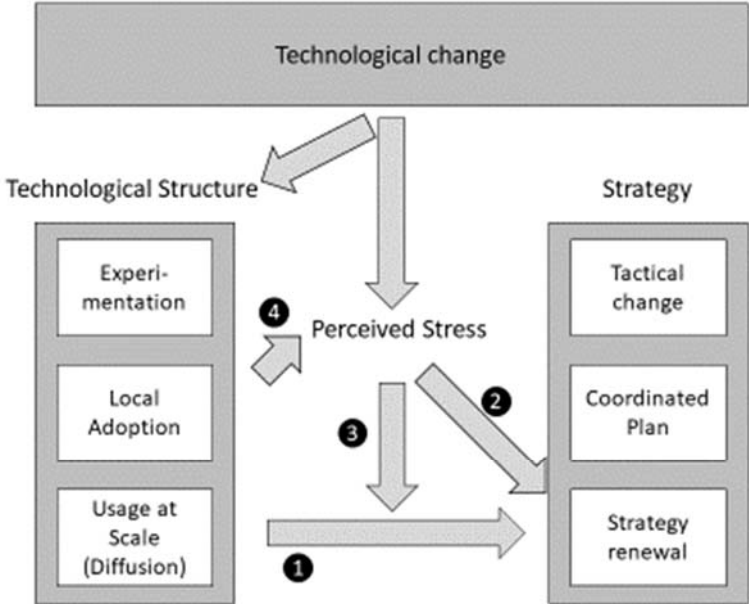 Technological change
Technological Structure
Strategy
Experi-
mentation
Tactical
change
4
Perceived Stress
Local
Adoption
2
Coordinated
Plan
3
Usage at
Scale
(Diffusion)
Strategy
renewal
1